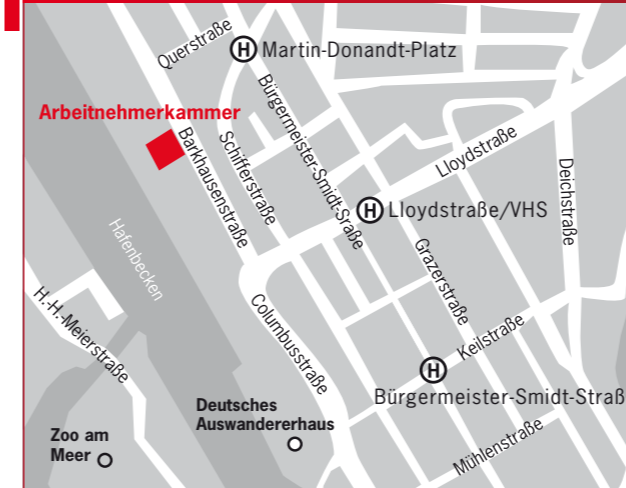 Querstraße
H Martin-Donandt-Platz
Arbeitnehmerkammer
Barkhausenstraße
Schifferstraße
Bürgermeister-Smidt-Sraße
Lloydstraße
Deichstraße
H Lloydstraße/VHS
Hafenbecken
Grazerstraße
H.H.-Meierstraße
Columbusstraße
Keilstraße
H
Bürgermeister-Smidt-Straß
Deutsches
Auswandererhaus
Zoo am
Meer
Mühlenstraße